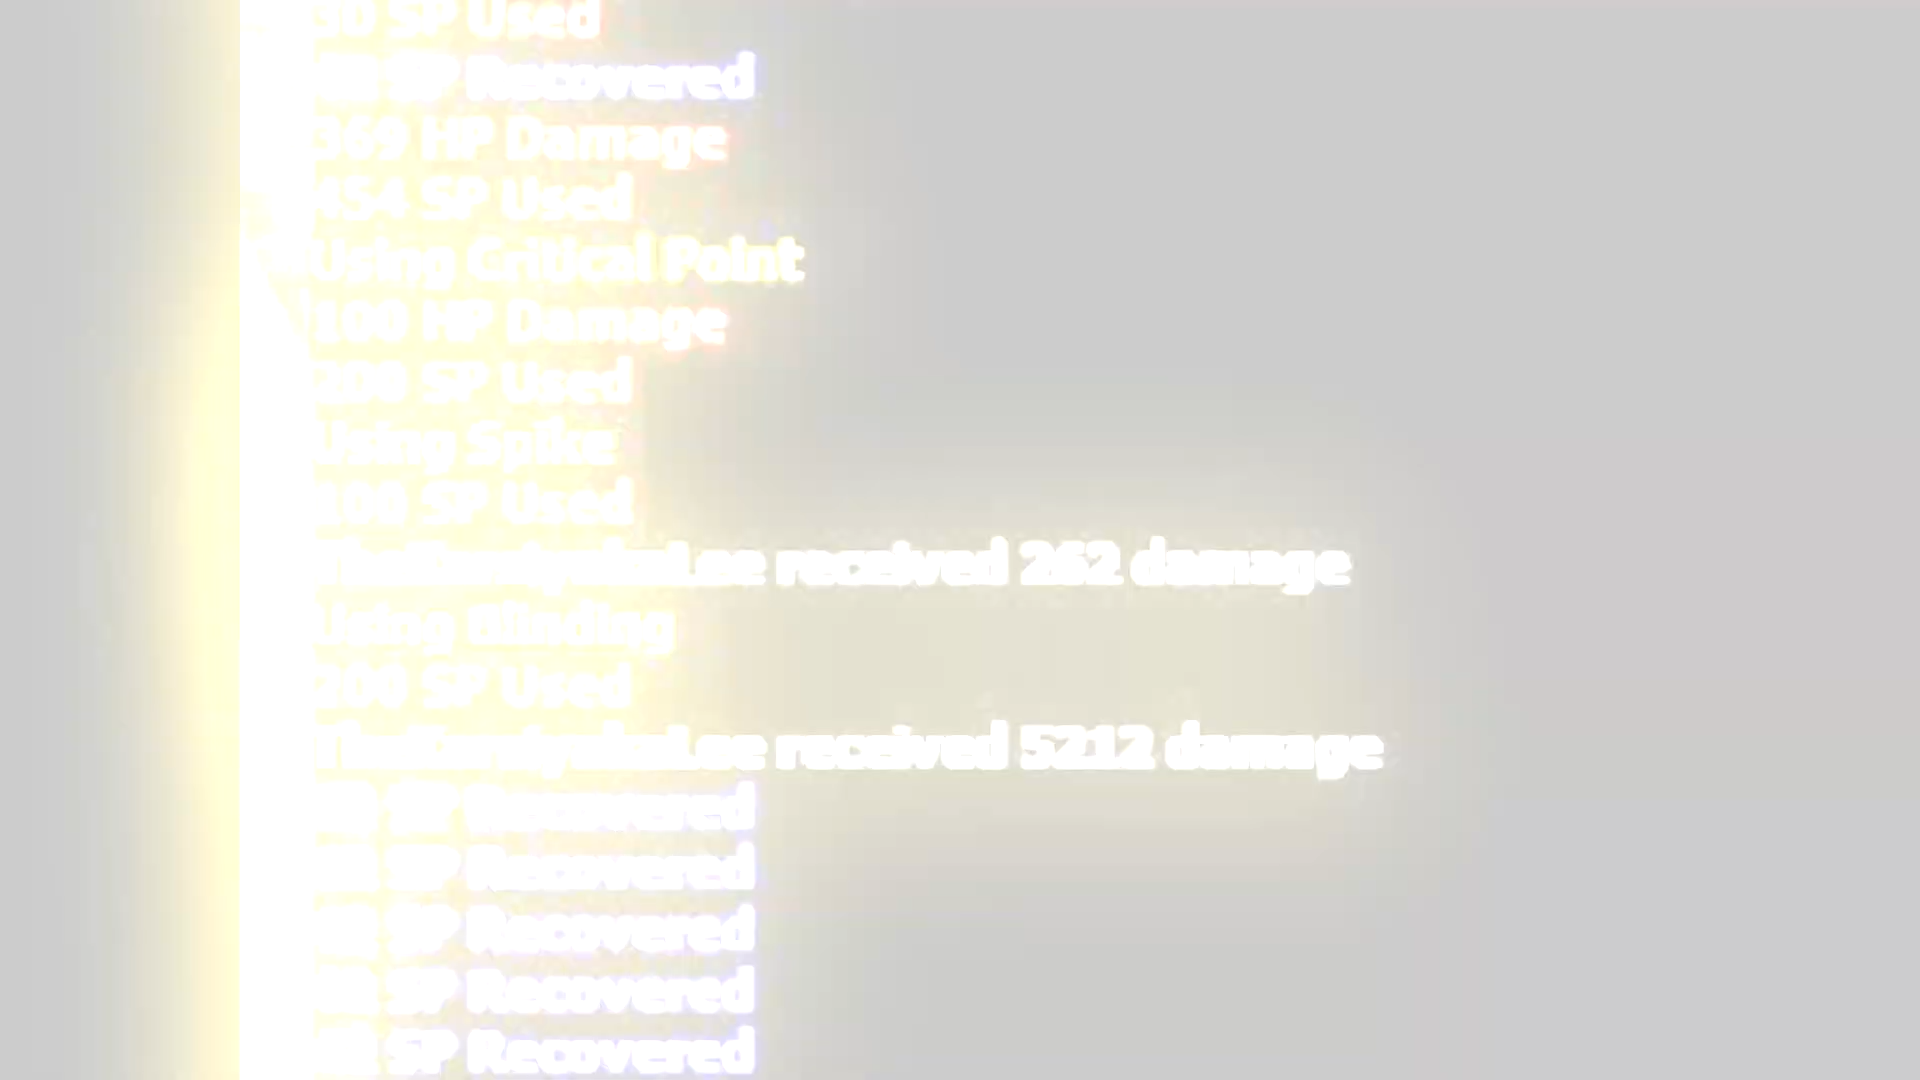 30 SP Used
SP Recovered
369 HP Damage
454 SP Used
Using Critical Point
100 HP Damage
200 SP Used
Using Spike
100 SP Used
received 262 damage
Using Blinding
200 SP Used
received 5212 damage
SP Recovered
SP Recovered
SP Recovered
SP Recovered
SP Recovered